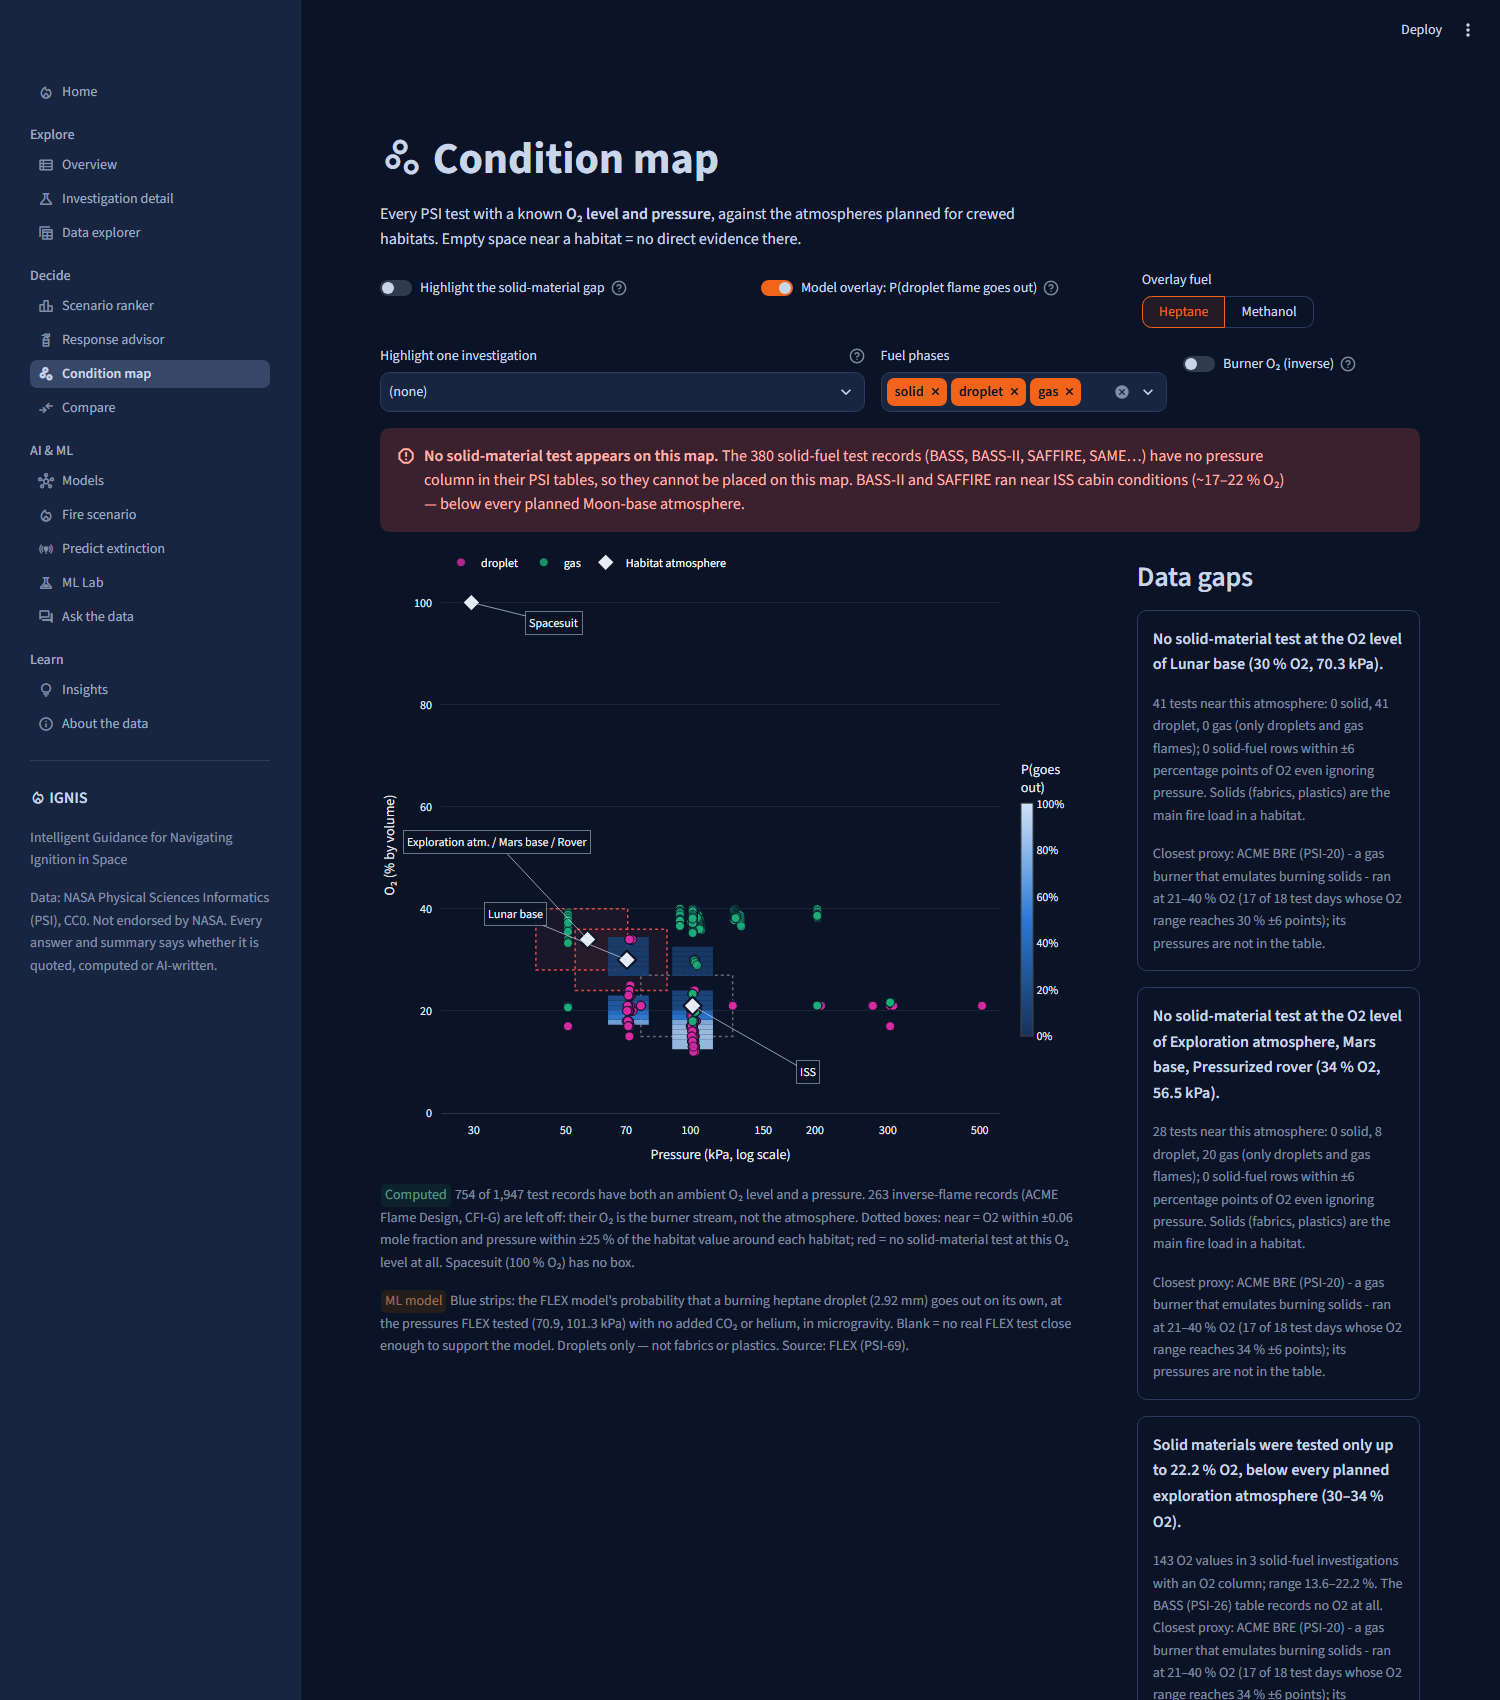 Deploy
Home
Explore
Overview
Investigation detail
Data explorer
Decide
Scenario ranker
Response advisor
Condition map
Compare
AI & ML
Models
Fire scenario
Predict extinction
ML Lab
Ask the data
Learn
Insights
About the data
IGNIS
Intelligent Guidance for Navigating
Ignition in Space
Data: NASA Physical Sciences Informatics
(PSI), CC0. Not endorsed by NASA. Every
answer and summary says whether it is
quoted, computed or AI-written.
Condition map
Every PSI test with a known O₂ level and pressure, against the atmospheres planned for crewed
habitats. Empty space near a habitat = no direct evidence there.
Highlight the solid-material gap
Model overlay: P(droplet flame goes out)
Overlay fuel
Heptane
Methanol
Highlight one investigation
(none)
Fuel phases
solid
droplet
gas
Burner O₂ (inverse)
No solid-material test appears on this map. The 380 solid-fuel test records (BASS, BASS-II, SAFFIRE, SAME…) have no pressure
column in their PSI tables, so they cannot be placed on this map. BASS-II and SAFFIRE ran near ISS cabin conditions (~17–22 % O₂)
— below every planned Moon-base atmosphere.
droplet
gas
Habitat atmosphere
100
80
60
40
20
0
O₂ (% by volume)
Spacesuit
Exploration atm. / Mars base / Rover
Lunar base
ISS
30
50
70
100
150
200
300
500
Pressure (kPa, log scale)
P(goes
out)
100%
80%
60%
40%
20%
0%
Computed 754 of 1,947 test records have both an ambient O₂ level and a pressure. 263 inverse-flame records (ACME
Flame Design, CFI-G) are left off: their O₂ is the burner stream, not the atmosphere. Dotted boxes: near = O2 within ±0.06
mole fraction and pressure within ±25 % of the habitat value around each habitat; red = no solid-material test at this O₂
level at all. Spacesuit (100 % O₂) has no box.
ML model Blue strips: the FLEX model's probability that a burning heptane droplet (2.92 mm) goes out on its own, at
the pressures FLEX tested (70.9, 101.3 kPa) with no added CO₂ or helium, in microgravity. Blank = no real FLEX test close
enough to support the model. Droplets only — not fabrics or plastics. Source: FLEX (PSI-69).
Data gaps
No solid-material test at the O2 level
of Lunar base (30 % O2, 70.3 kPa).
41 tests near this atmosphere: 0 solid, 41
droplet, 0 gas (only droplets and gas
flames); 0 solid-fuel rows within ±6
percentage points of O2 even ignoring
pressure. Solids (fabrics, plastics) are the
main fire load in a habitat.
Closest proxy: ACME BRE (PSI-20) - a gas
burner that emulates burning solids - ran
at 21–40 % O2 (17 of 18 test days whose O2
range reaches 30 % ±6 points); its
pressures are not in the table.
No solid-material test at the O2 level
of Exploration atmosphere, Mars
base, Pressurized rover (34 % O2,
56.5 kPa).
28 tests near this atmosphere: 0 solid, 8
droplet, 20 gas (only droplets and gas
flames); 0 solid-fuel rows within ±6
percentage points of O2 even ignoring
pressure. Solids (fabrics, plastics) are the
main fire load in a habitat.
Closest proxy: ACME BRE (PSI-20) - a gas
burner that emulates burning solids - ran
at 21–40 % O2 (17 of 18 test days whose O2
range reaches 34 % ±6 points); its
pressures are not in the table.
Solid materials were tested only up
to 22.2 % O2, below every planned
exploration atmosphere (30–34 %
O2).
143 O2 values in 3 solid-fuel investigations
with an O2 column; range 13.6–22.2 %. The
BASS (PSI-26) table records no O2 at all.
Closest proxy: ACME BRE (PSI-20) - a gas
burner that emulates burning solids - ran
at 21–40 % O2 (17 of 18 test days whose O2
range reaches 34 % ±6 points); its